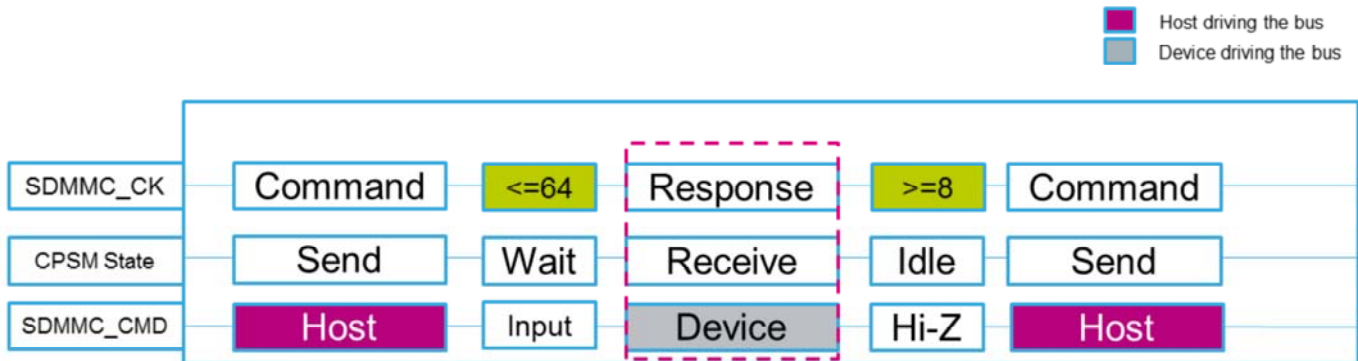 Host driving the bus
Device driving the bus
SDMMC_CK Command <=64 Response >=8 Command
CPSM State Send Wait Receive Idle Send
SDMMC_CMD Host Input Device Hi-Z Host